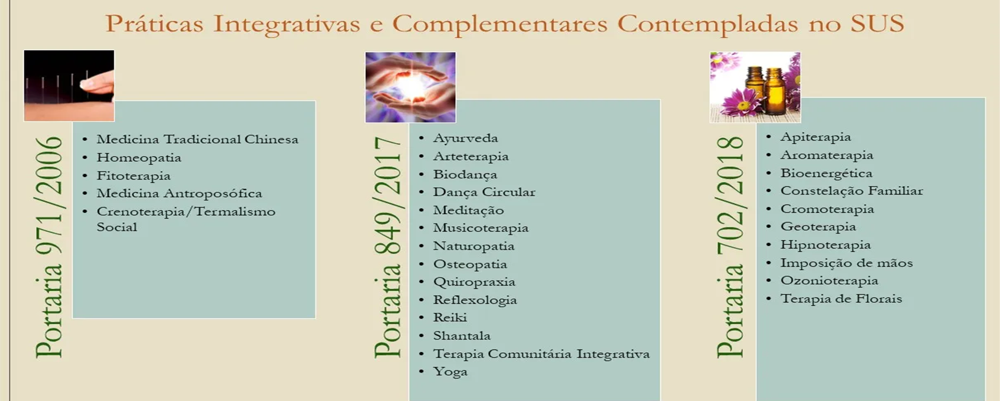 Práticas Integrativas e Complementares Contempladas no SUS
Portaria 971/2006
• Medicina Tradicional Chinesa
• Homeopatia
• Fitoterapia
• Medicina Antroposófica
• Crenoterapia/Termalismo
Social
Portaria 849/2017
• Ayurveda
• Arteterapia
• Biodança
• Dança Circular
• Meditação
• Musicoterapia
• Naturopatia
• Osteopatia
• Quiropraxia
• Reflexologia
• Reiki
• Shantala
• Terapia Comunitária Integrativa
• Yoga
Portaria 702/2018
• Apiterapia
• Aromaterapia
• Bioenergética
• Constelação Familiar
• Cromoterapia
• Geoterapia
• Hipnoterapia
• Imposição de mãos
• Ozonioterapia
• Terapia de Florais